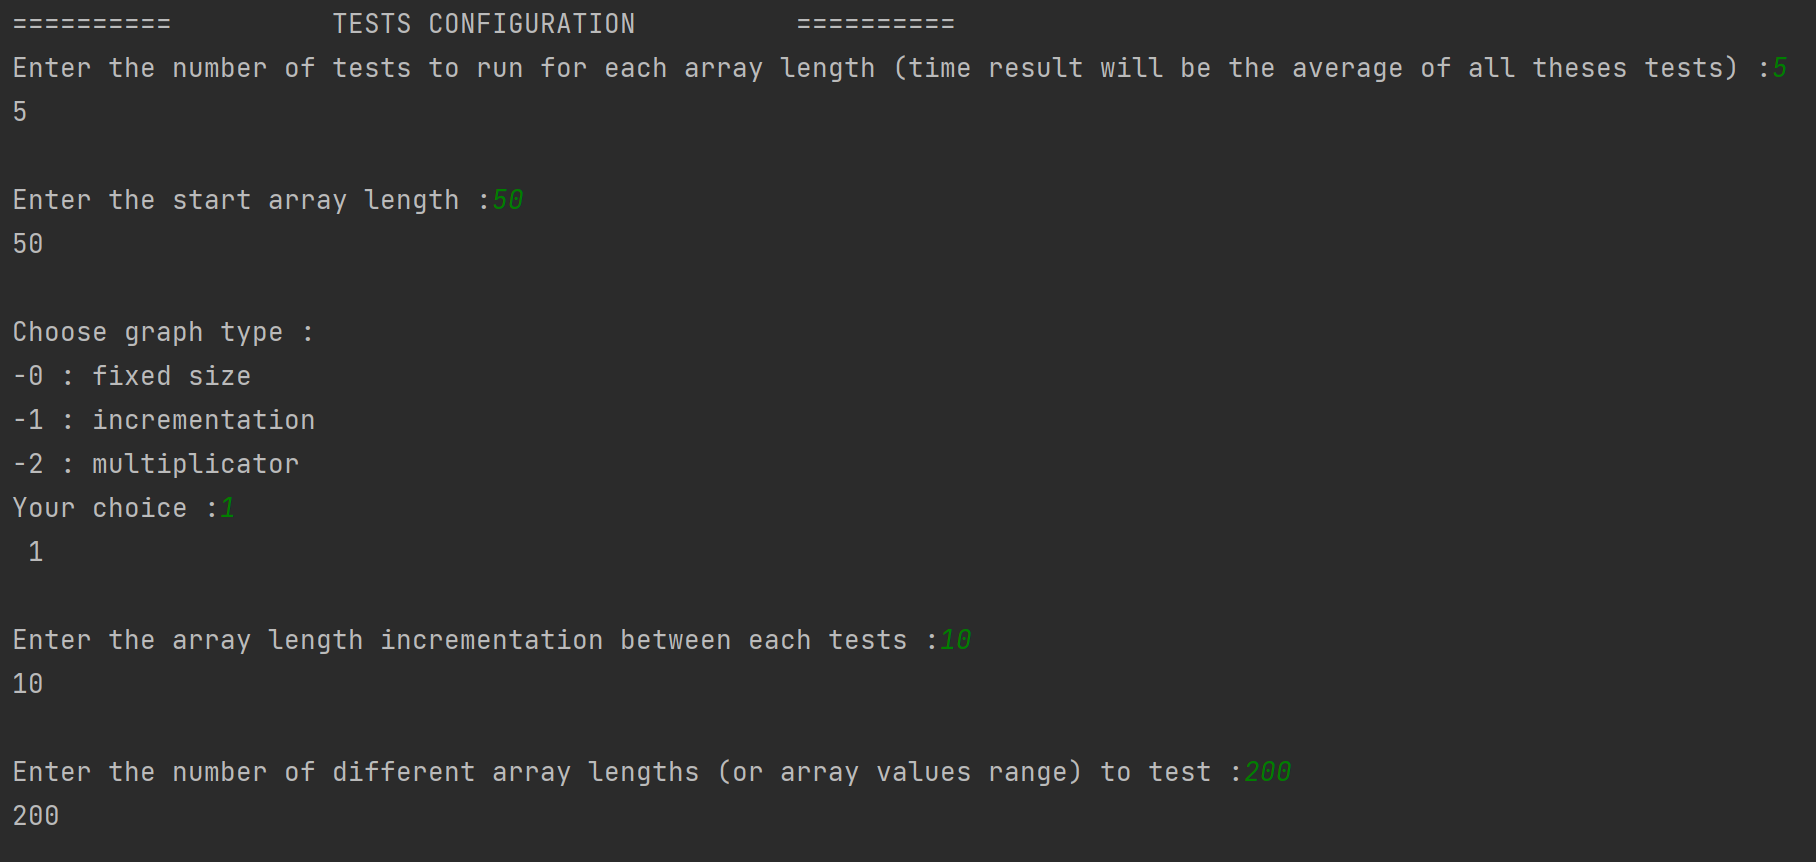 ==========          TESTS CONFIGURATION          ==========
Enter the number of tests to run for each array length (time result will be the average of all theses tests) :5
5
Enter the start array length :50
50
Choose graph type :
-0 : fixed size
-1 : incrementation
-2 : multiplicator
Your choice :1
1
Enter the array length incrementation between each tests :10
10
Enter the number of different array lengths (or array values range) to test :200
200